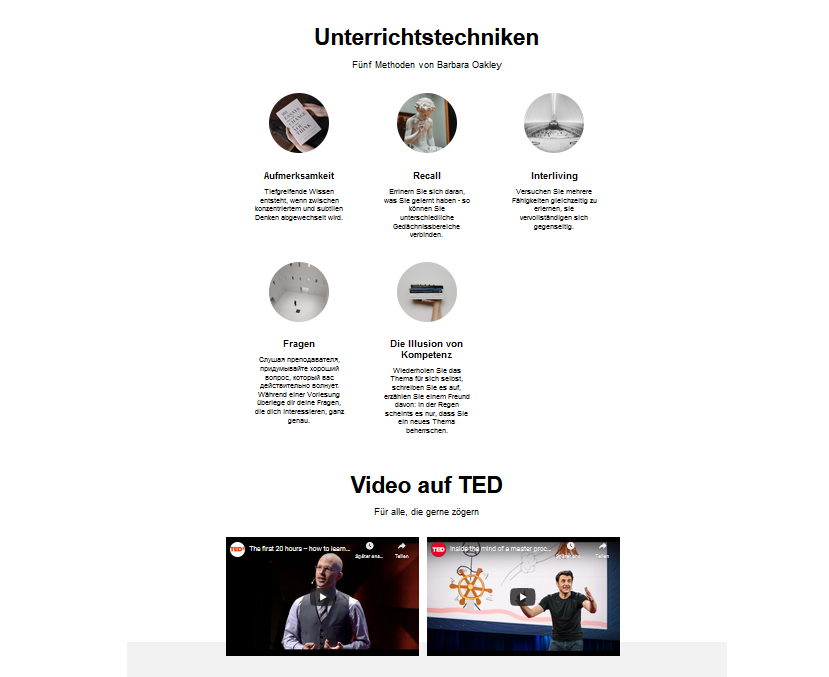 Unterrichtstechniken
Fünf Methoden von Barbara Oakley
Aufmerksamkeit
Tiefgreifende Wissen
entsteht, wenn zwischen
konzentriertem und subtilen
Denken abgewechselt wird.
Recall
Errinern Sie sich daran,
was Sie gelernt haben - so
können Sie
unterschiedliche
Gedächnissbereiche
verbinden.
Interliving
Versuchen Sie mehrere
Fähigkeiten gleichzeitig zu
erlernen, sie
vervollständigen sich
gegenseitig.
Fragen
Слушая преподавателя,
придумывайте хороший
вопрос, который вас
действительно волнует.
Während einer Vorlesung
überlege dir deine Fragen,
die dich interessieren, ganz
genau.
Die Illusion von
Kompetenz
Wiederholen Sie das
Thema für sich selbst,
schreiben Sie es auf,
erzählen Sie einem Freund
davon: in der Regen
scheints es nur, dass Sie
ein neues Thema
beherrschen.
Video auf TED
Für alle, die gerne zögern
TED
The first 20 hours – how to learn...
Später ans...
Teilen
TED
Inside the mind of a master proc...
Später ans...
Teilen